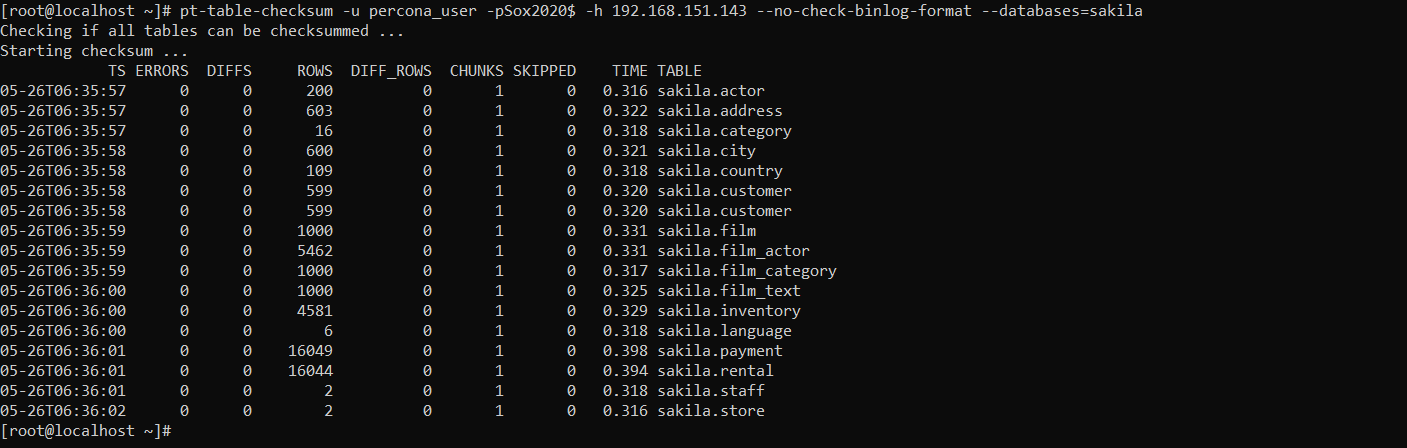 [root@localhost ~]# pt-table-checksum -u percona_user -pSox2020$ -h 192.168.151.143 --no-check-binlog-format --databases=sakila
Checking if all tables can be checksummed ...
Starting checksum ...
            TS ERRORS  DIFFS     ROWS  DIFF_ROWS  CHUNKS SKIPPED    TIME TABLE
05-26T06:35:57      0      0      200          0       1       0   0.316 sakila.actor
05-26T06:35:57      0      0      603          0       1       0   0.322 sakila.address
05-26T06:35:57      0      0       16          0       1       0   0.318 sakila.category
05-26T06:35:58      0      0      600          0       1       0   0.321 sakila.city
05-26T06:35:58      0      0      109          0       1       0   0.318 sakila.country
05-26T06:35:58      0      0      599          0       1       0   0.320 sakila.customer
05-26T06:35:58      0      0      599          0       1       0   0.320 sakila.customer
05-26T06:35:59      0      0     1000          0       1       0   0.331 sakila.film
05-26T06:35:59      0      0     5462          0       1       0   0.331 sakila.film_actor
05-26T06:35:59      0      0     1000          0       1       0   0.317 sakila.film_category
05-26T06:36:00      0      0     1000          0       1       0   0.325 sakila.film_text
05-26T06:36:00      0      0     4581          0       1       0   0.329 sakila.inventory
05-26T06:36:00      0      0        6          0       1       0   0.318 sakila.language
05-26T06:36:01      0      0    16049          0       1       0   0.398 sakila.payment
05-26T06:36:01      0      0    16044          0       1       0   0.394 sakila.rental
05-26T06:36:01      0      0        2          0       1       0   0.318 sakila.staff
05-26T06:36:02      0      0        2          0       1       0   0.316 sakila.store
[root@localhost ~]#